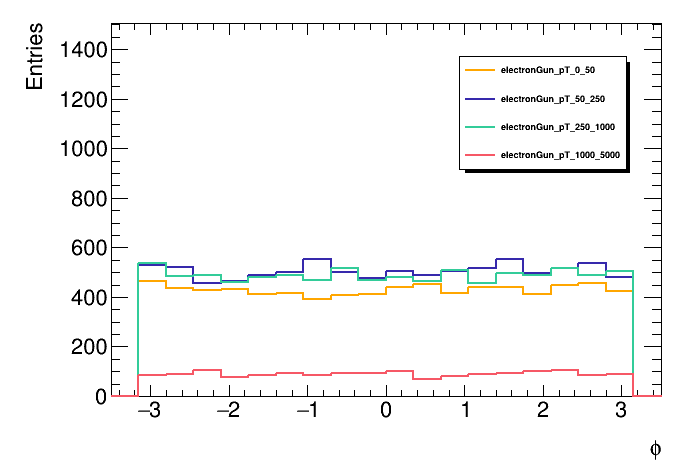 Entries
1400
1200
1000
800
600
400
200
0
electronGun_pT_0_50
electronGun_pT_50_250
electronGun_pT_250_1000
electronGun_pT_1000_5000
−3 −2 −1 0 1 2 3
ϕ